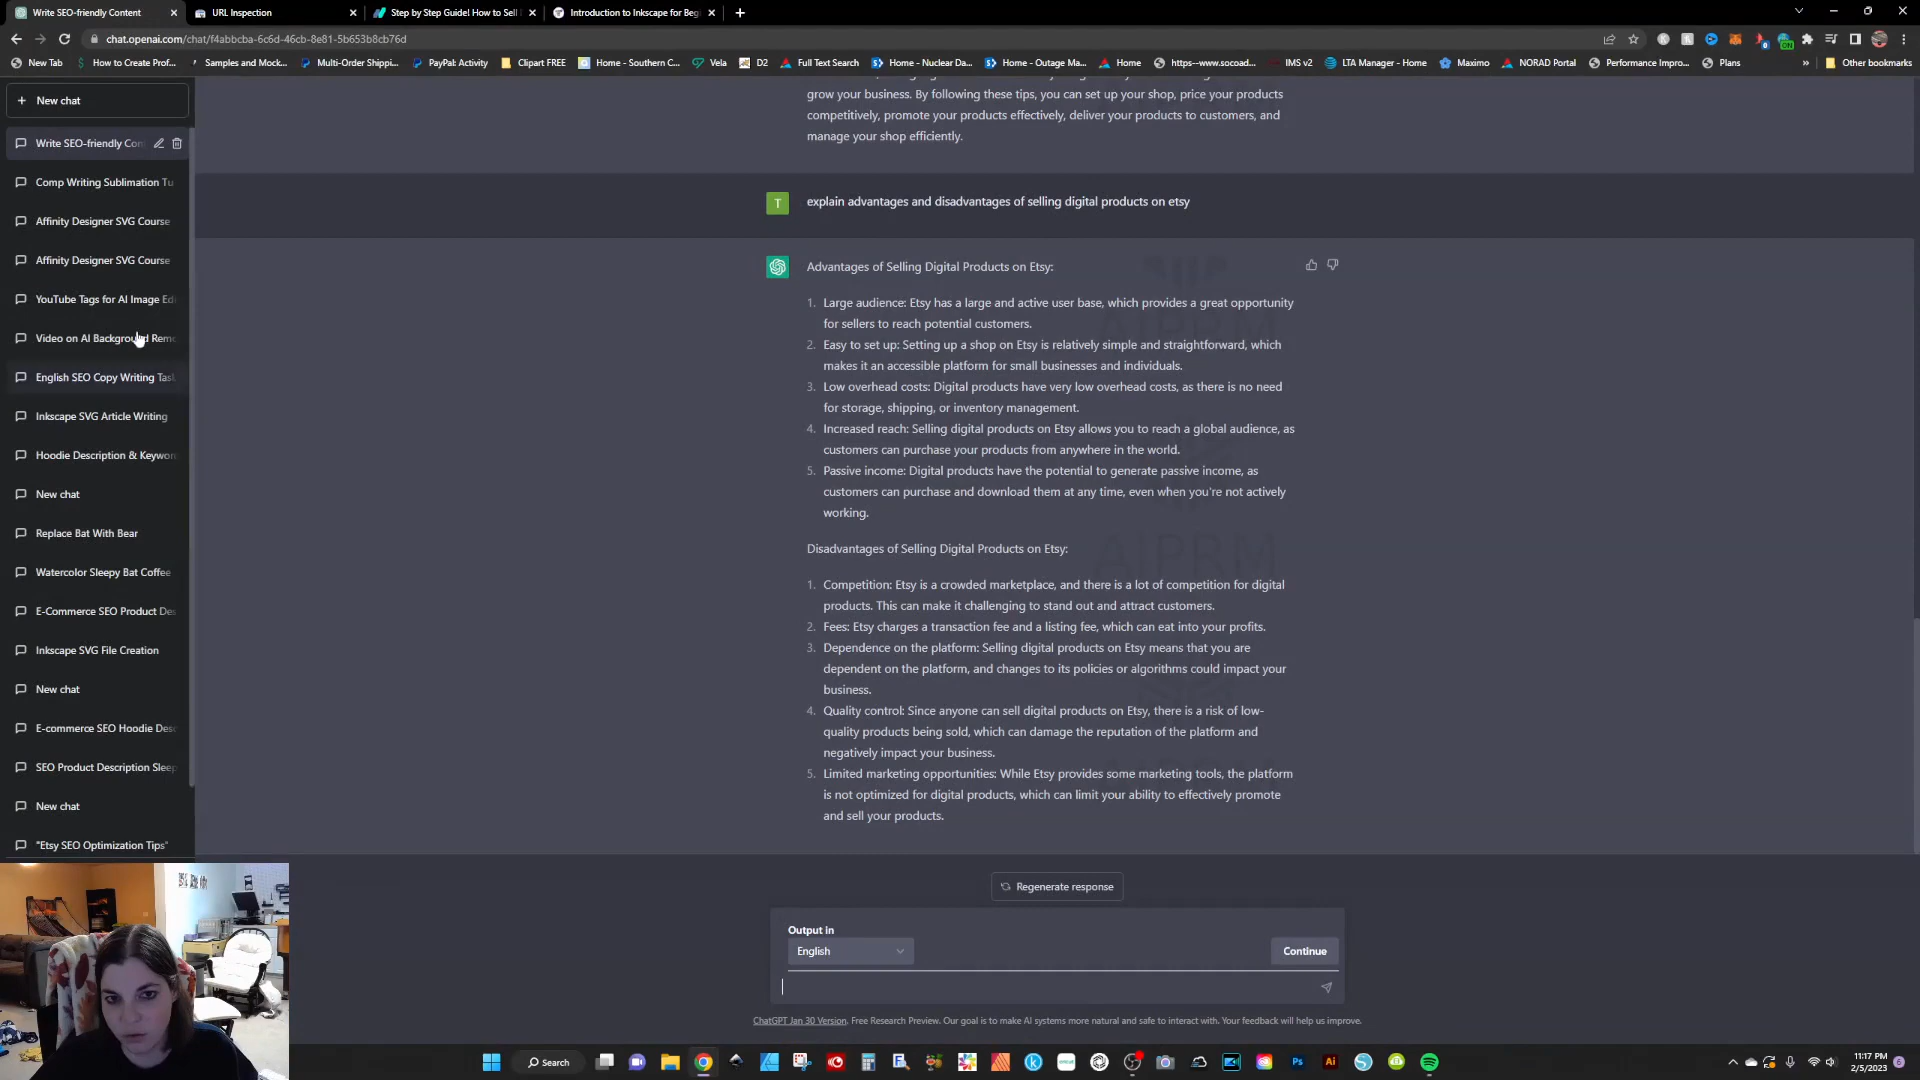 Write SEO-friendly Content
URL Inspection
Step by Step Guide! How to Sell
Introduction to Inkscape for Beg
chat.openai.com/chat/f4abbcba-6c6d-46cb-8e81-5b653b8cb76d
New Tab
How to Create Prof...
Samples and Mock...
Multi-Order Shippi...
PayPal: Activity
Clipart FREE
Home - Southern C...
Vela
D2
Full Text Search
Home - Nuclear Da...
Home - Outage Ma...
Home
https--www.socoad...
IMS v2
LTA Manager - Home
Maximo
NORAD Portal
Performance Impro...
Plans
Other bookmarks
New chat
Write SEO-friendly Con
Comp Writing Sublimation Tu
Affinity Designer SVG Course
Affinity Designer SVG Course
YouTube Tags for AI Image Edi
Video on AI Background Remo
English SEO Copy Writing Task
Inkscape SVG Article Writing
Hoodie Description & Keywor
New chat
Replace Bat With Bear
Watercolor Sleepy Bat Coffee
E-Commerce SEO Product Des
Inkscape SVG File Creation
New chat
E-commerce SEO Hoodie Desc
SEO Product Description Sleep
New chat
"Etsy SEO Optimization Tips"
grow your business. By following these tips, you can set up your shop, price your products
competitively, promote your products effectively, deliver your products to customers, and
manage your shop efficiently.
T
explain advantages and disadvantages of selling digital products on etsy
Advantages of Selling Digital Products on Etsy:
1. Large audience: Etsy has a large and active user base, which provides a great opportunity
for sellers to reach potential customers.
2. Easy to set up: Setting up a shop on Etsy is relatively simple and straightforward, which
makes it an accessible platform for small businesses and individuals.
3. Low overhead costs: Digital products have very low overhead costs, as there is no need
for storage, shipping, or inventory management.
4. Increased reach: Selling digital products on Etsy allows you to reach a global audience, as
customers can purchase your products from anywhere in the world.
5. Passive income: Digital products have the potential to generate passive income, as
customers can purchase and download them at any time, even when you're not actively
working.
Disadvantages of Selling Digital Products on Etsy:
1. Competition: Etsy is a crowded marketplace, and there is a lot of competition for digital
products. This can make it challenging to stand out and attract customers.
2. Fees: Etsy charges a transaction fee and a listing fee, which can eat into your profits.
3. Dependence on the platform: Selling digital products on Etsy means that you are
dependent on the platform, and changes to its policies or algorithms could impact your
business.
4. Quality control: Since anyone can sell digital products on Etsy, there is a risk of low-
quality products being sold, which can damage the reputation of the platform and
negatively impact your business.
5. Limited marketing opportunities: While Etsy provides some marketing tools, the platform
is not optimized for digital products, which can limit your ability to effectively promote
and sell your products.
AIPRM
AIPRM
Regenerate response
Output in
English
Continue
ChatGPT Jan 30 Version. Free Research Preview. Our goal is to make AI systems more natural and safe to interact with. Your feedback will help us improve.
Search
11:17 PM
2/5/2023